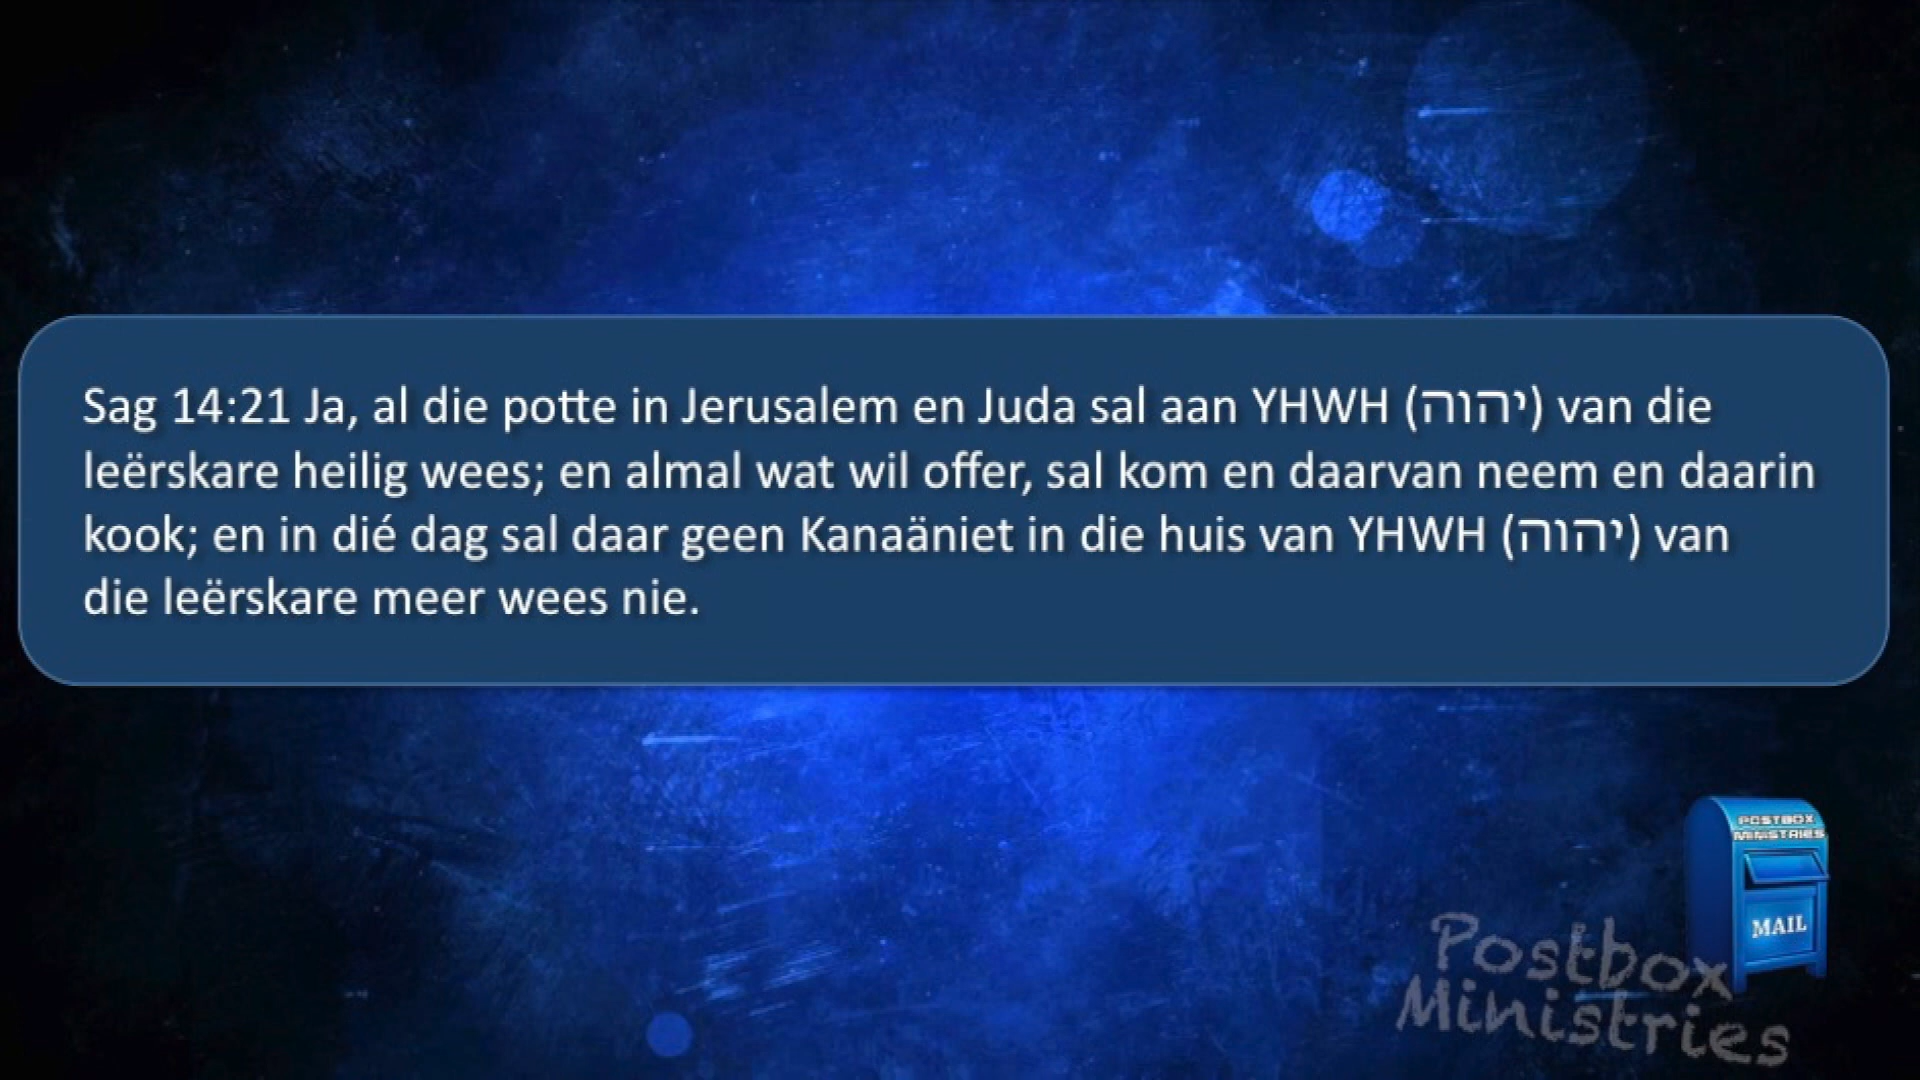 Sag 14:21 Ja, al die potte in Jerusalem en Juda sal aan YHWH (יהוה) van die
leërskare heilig wees; en almal wat wil offer, sal kom en daarvan neem en daarin
kook; en in dié dag sal daar geen Kanaäniet in die huis van YHWH (יהוה) van
die leërskare meer wees nie.
POSTBOX
MINISTRIES
MAIL
Postbox
Ministries